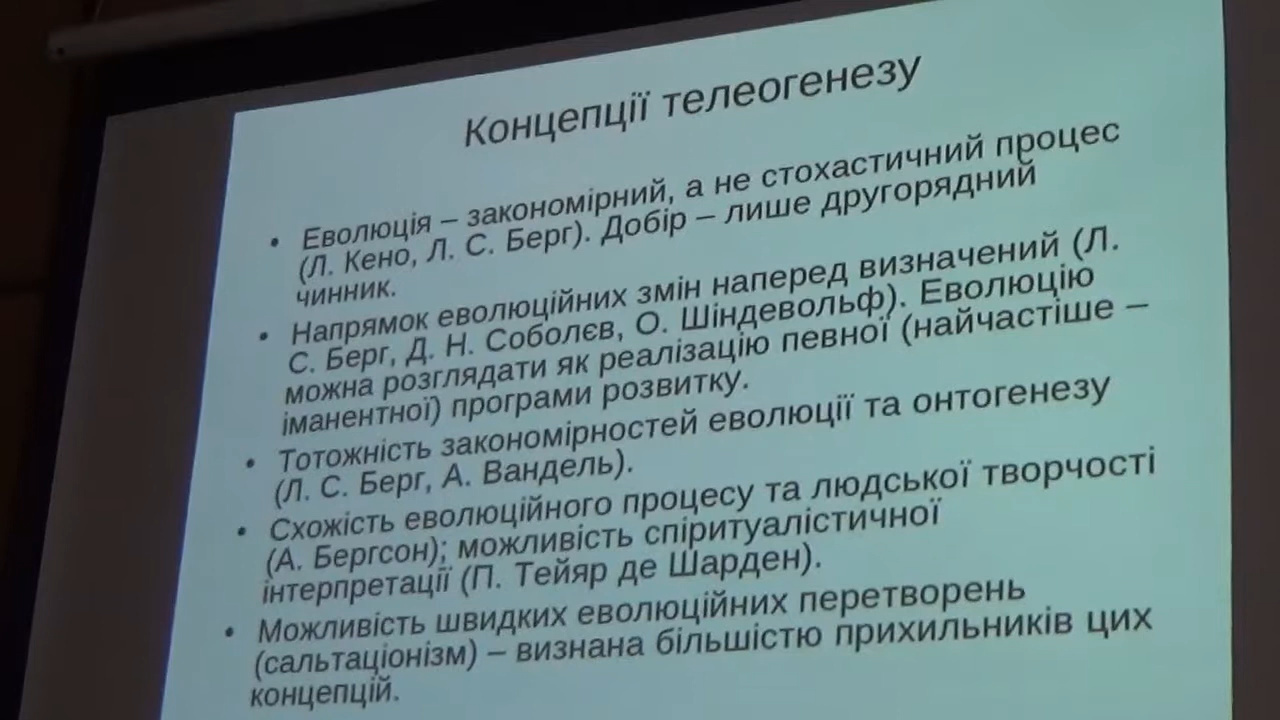 Концепції телеогенезу
• Еволюція – закономірний, а не стохастичний процес
(Л. Кено, Л. С. Берг). Добір – лише другорядний
чинник.
• Напрямок еволюційних змін наперед визначений (Л.
С. Берг, Д. Н. Соболєв, О. Шіндевольф). Еволюцію
можна розглядати як реалізацію певної (найчастіше –
іманентної) програми розвитку.
• Тотожність закономірностей еволюції та онтогенезу
(Л. С. Берг, А. Вандель).
• Схожість еволюційного процесу та людської творчості
(А. Бергсон); можливість спіритуалістичної
інтерпретації (П. Тейяр де Шарден).
• Можливість швидких еволюційних перетворень
(сальтаціонізм) – визнана більшістю прихильників цих
концепцій.